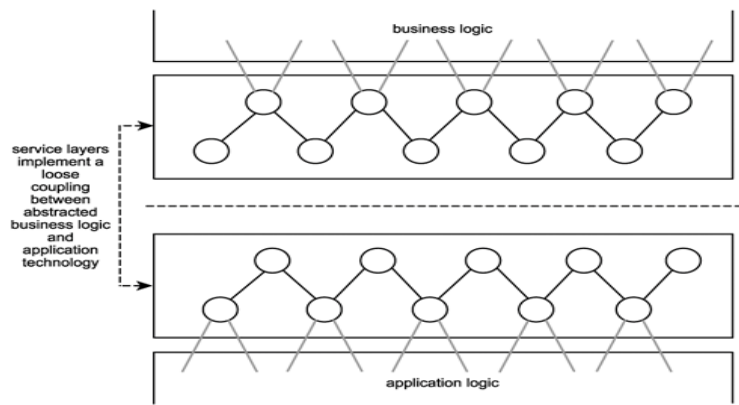 business logic
service layers
implement a
loose
coupling
between
abstracted
business logic
and
application
technology
application logic